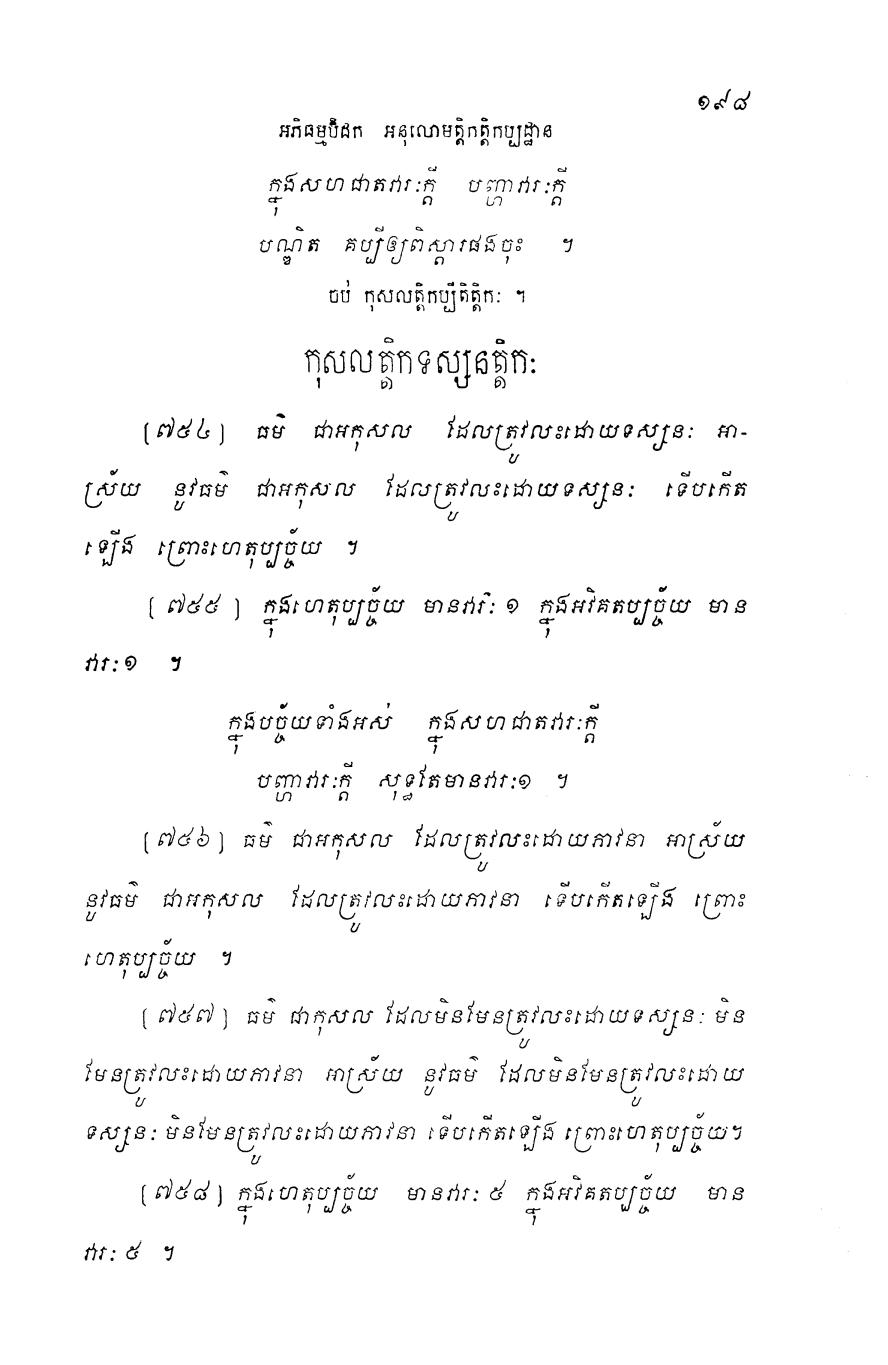 ១៩៨
អភិធម្មបិដក អនុលោមត្តិកត្តិកប្បដ្ឋាន
ក្នុងសហជាតវារៈក្តី បញ្ហាវារៈក្តី
បណ្ឌិត គប្បីឲ្យពិស្តារផងចុះ ។
ចប់ កុសលត្តិកប្បីតិត្តិកៈ ។
កុសលត្តិកទស្សនត្តិកៈ
(៧៥៤) ធម៌ ជាអកុសល ដែលត្រូវលះដោយទស្សនៈ អា-
ស្រ័យ នូវធម៌ ជាអកុសល ដែលត្រូវលះដោយទស្សនៈ ទើបកើត
ឡើង ព្រោះហេតុប្បច្ច័យ ។
(៧៥៥) ក្នុងហេតុប្បច្ច័យ មានវារៈ ១ ក្នុងអវិគតប្បច្ច័យ មាន
វារៈ១ ។
ក្នុងបច្ច័យទាំងអស់ ក្នុងសហជាតវារៈក្តី
បញ្ហាវារៈក្តី សុទ្ធតែមានវារៈ១ ។
(៧៥៦) ធម៌ ជាអកុសល ដែលត្រូវលះដោយភាវនា អាស្រ័យ
នូវធម៌ ជាអកុសល ដែលត្រូវលះដោយភាវនា ទើបកើតឡើង ព្រោះ
ហេតុប្បច្ច័យ ។
(៧៥៧) ធម៌ ជាកុសល ដែលមិនមែនត្រូវលះដោយទស្សនៈ មិន
មែនត្រូវលះដោយភាវនា អាស្រ័យ នូវធម៌ ដែលមិនមែនត្រូវលះដោយ
ទស្សនៈ មិនមែនត្រូវលះដោយភាវនា ទើបកើតឡើង ព្រោះហេតុប្បច្ច័យ។
(៧៥៨) ក្នុងហេតុប្បច្ច័យ មានវារៈ ៥ ក្នុងអវិគតប្បច្ច័យ មាន
វារៈ ៥ ។